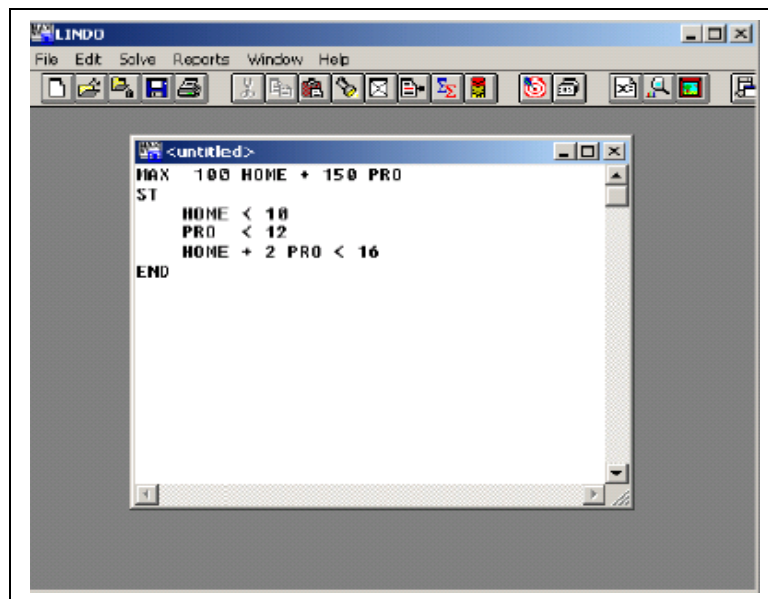 LINDO
File Edit Solve Reports Window Help
<untitled>
MAX 100 HOME + 150 PRO
ST
HOME < 10
PRO < 12
HOME + 2 PRO < 16
END